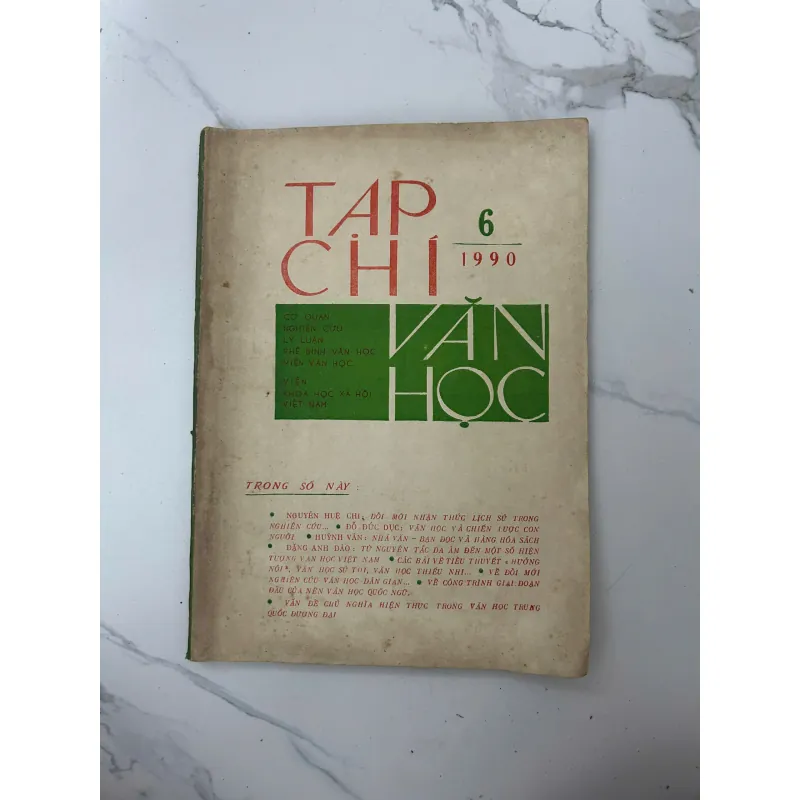 TẠP
CHÍ
6
1990
VĂN
HỌC
CƠ QUAN
NGHIÊN CỨU
LÝ LUẬN
PHÊ BÌNH VĂN HỌC
VIỆN VĂN HỌC
VIỆN
KHOA HỌC XÃ HỘI
VIỆT NAM
TRONG SỐ NÀY :
• NGUYỄN HUỆ CHI: ĐỔI MỚI NHẬN THỨC LỊCH SỬ TRONG
NGHIÊN CỨU... • ĐỖ ĐỨC DỤC: VĂN HỌC VÀ CHIẾN LƯỢC CON
NGƯỜI. • HUỲNH VÂN: NHÀ VĂN – BẠN ĐỌC VÀ HÀNG HÓA SÁCH
• ĐẶNG ANH ĐÀO: TỪ NGUYÊN TẮC ĐA ÂM ĐẾN MỘT SỐ HIỆN
TƯỢNG VĂN HỌC VIỆT NAM • CÁC BÀI VỀ TIỂU THUYẾT «HƯỚNG
NỘI», VĂN HỌC SỬ THI, VĂN HỌC THIẾU NHI... • VỀ ĐỔI MỚI
NGHIÊN CỨU VĂN HỌC DÂN GIAN... • VỀ CÔNG TRÌNH GIAI ĐOẠN
ĐẦU CỦA NỀN VĂN HỌC QUỐC NGỮ.
• VẤN ĐỀ CHỦ NGHĨA HIỆN THỰC TRONG VĂN HỌC TRUNG
QUỐC ĐƯƠNG ĐẠI